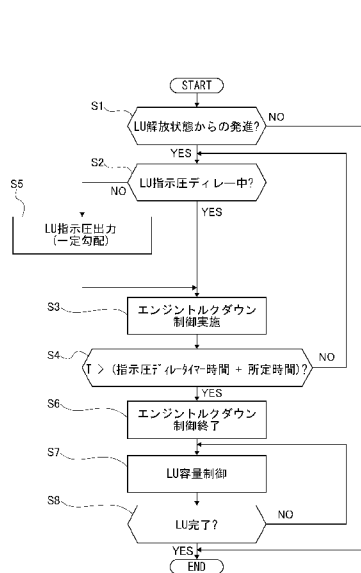 START
S1
LU解放状態からの発進?
NO
YES
S2
LU指示圧ディレー中?
NO
YES
S5
LU指示圧出力
(一定勾配)
S3
エンジントルクダウン
制御実施
S4
T > (指示圧ディレータイマー時間 + 所定時間)?
NO
YES
S6
エンジントルクダウン
制御終了
S7
LU容量制御
S8
LU完了?
NO
YES
END